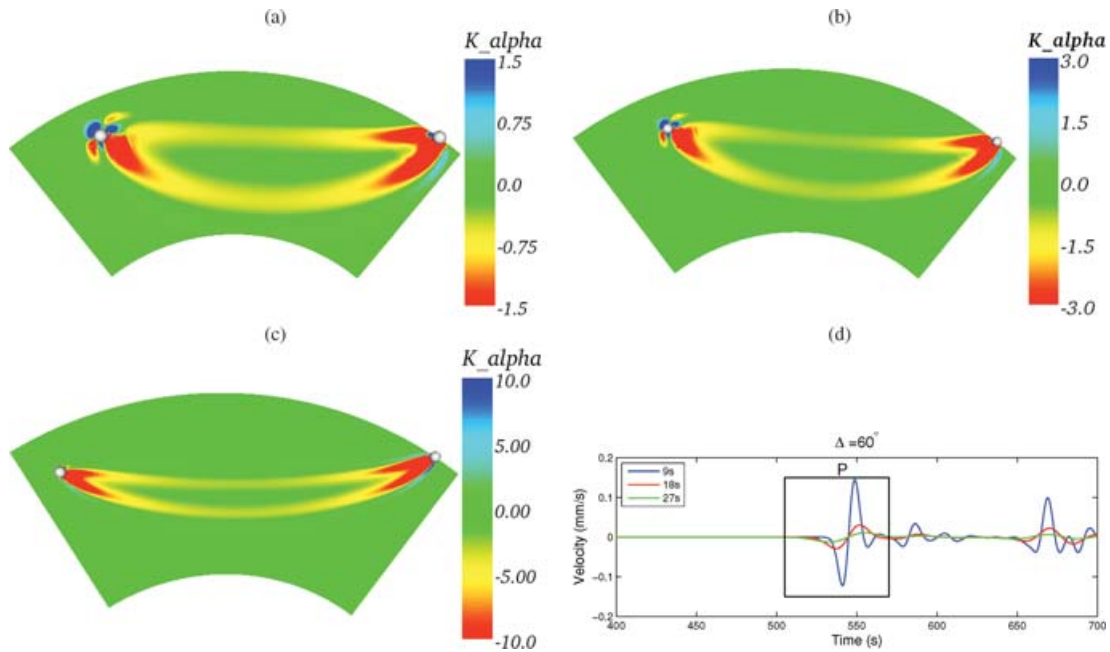 (a)
K_alpha
1.5
0.75
0.0
-0.75
-1.5
(b)
K_alpha
3.0
1.5
0.0
-1.5
-3.0
(c)
K_alpha
10.0
5.00
0.00
-5.00
-10.0
(d)
Δ =60°
P
9s
18s
27s
Velocity (mm/s)
0.2
0.1
0
−0.1
−0.2
400 450 500 550 600 650 700
Time (s)